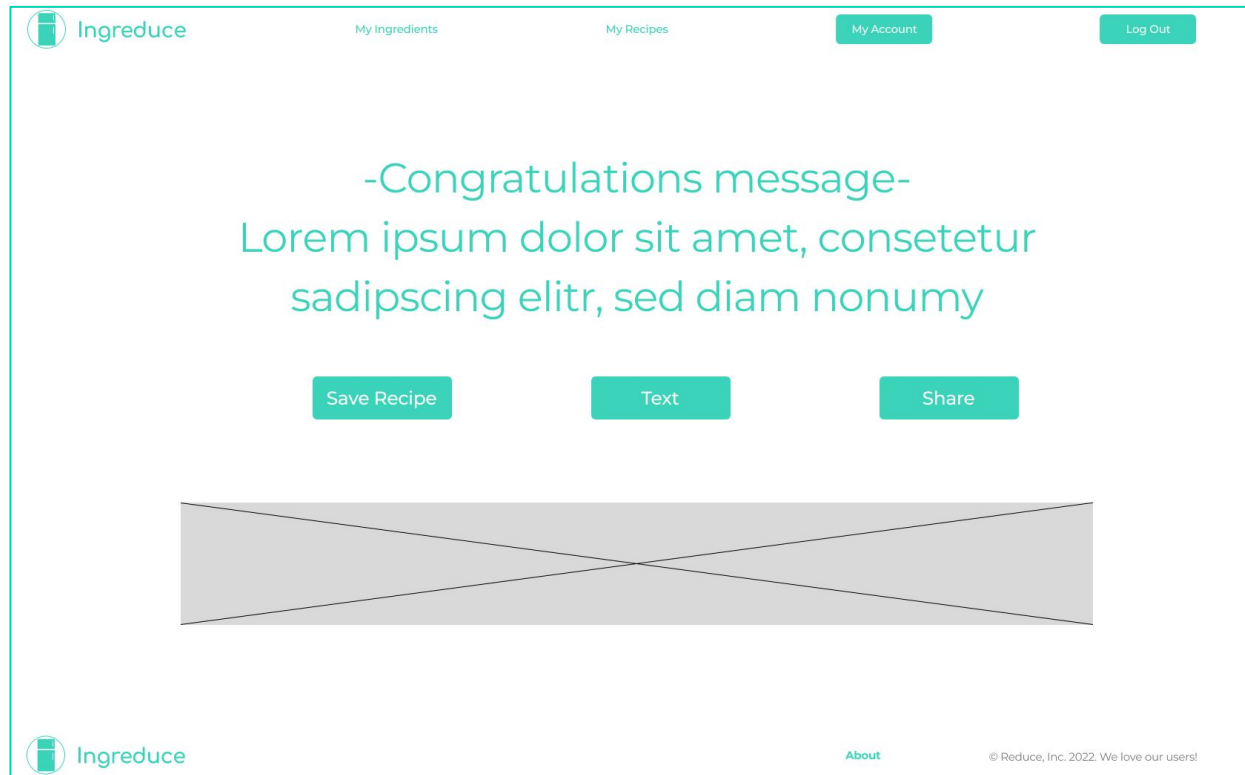 Ingreduce
My Ingredients
My Recipes
My Account
Log Out
-Congratulations message-
Lorem ipsum dolor sit amet, consetetur
sadipscing elitr, sed diam nonumy
Save Recipe
Text
Share
Ingreduce
About
© Reduce, Inc. 2022. We love our users!